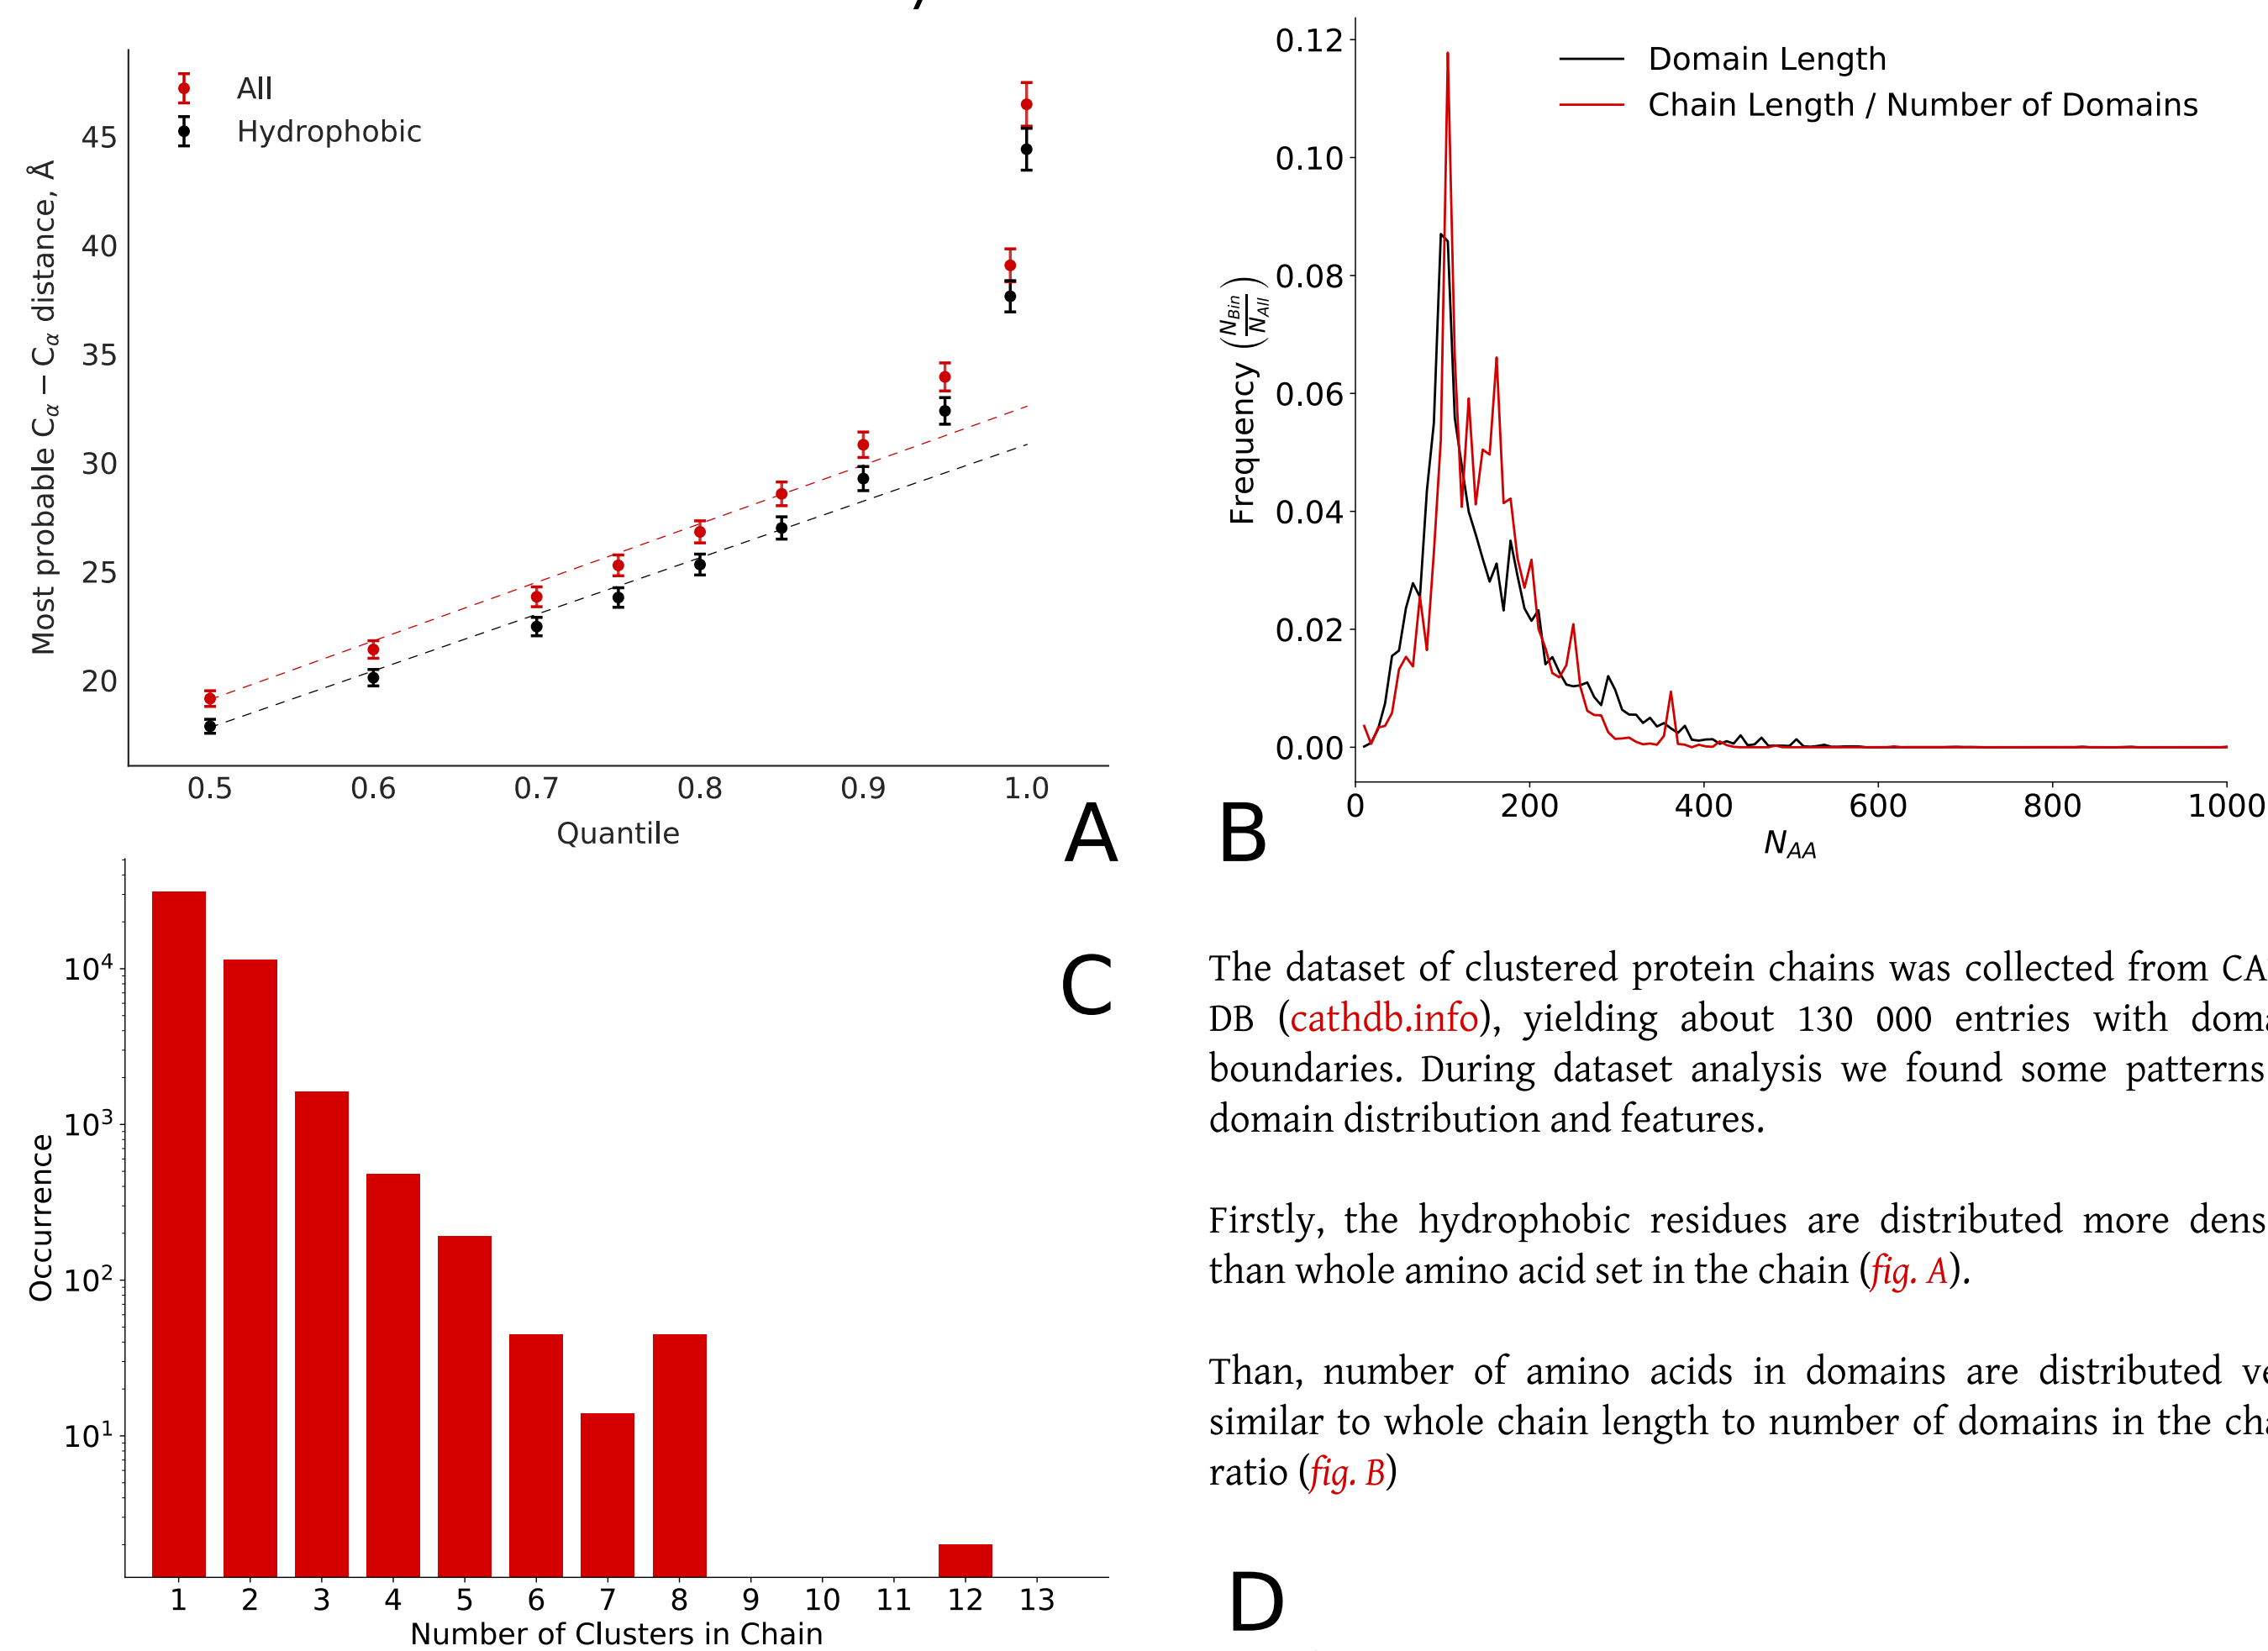 All
Hydrophobic
45
40
35
30
25
20
Most probable Cα − Cα distance, Å
0.5 0.6 0.7 0.8 0.9 1.0
Quantile
A
Domain Length
Chain Length / Number of Domains
0.12
0.10
0.08
0.06
0.04
0.02
0.00
Frequency (N_Bin/N_All)
0 200 400 600 800 1000
N_AA
B
10^4
10^3
10^2
10^1
Occurrence
1 2 3 4 5 6 7 8 9 10 11 12 13
Number of Clusters in Chain
C
The dataset of clustered protein chains was collected from CA
DB (cathdb.info), yielding about 130 000 entries with doma
boundaries. During dataset analysis we found some patterns
domain distribution and features.
Firstly, the hydrophobic residues are distributed more dens
than whole amino acid set in the chain (fig. A).
Than, number of amino acids in domains are distributed ve
similar to whole chain length to number of domains in the cha
ratio (fig. B)
D